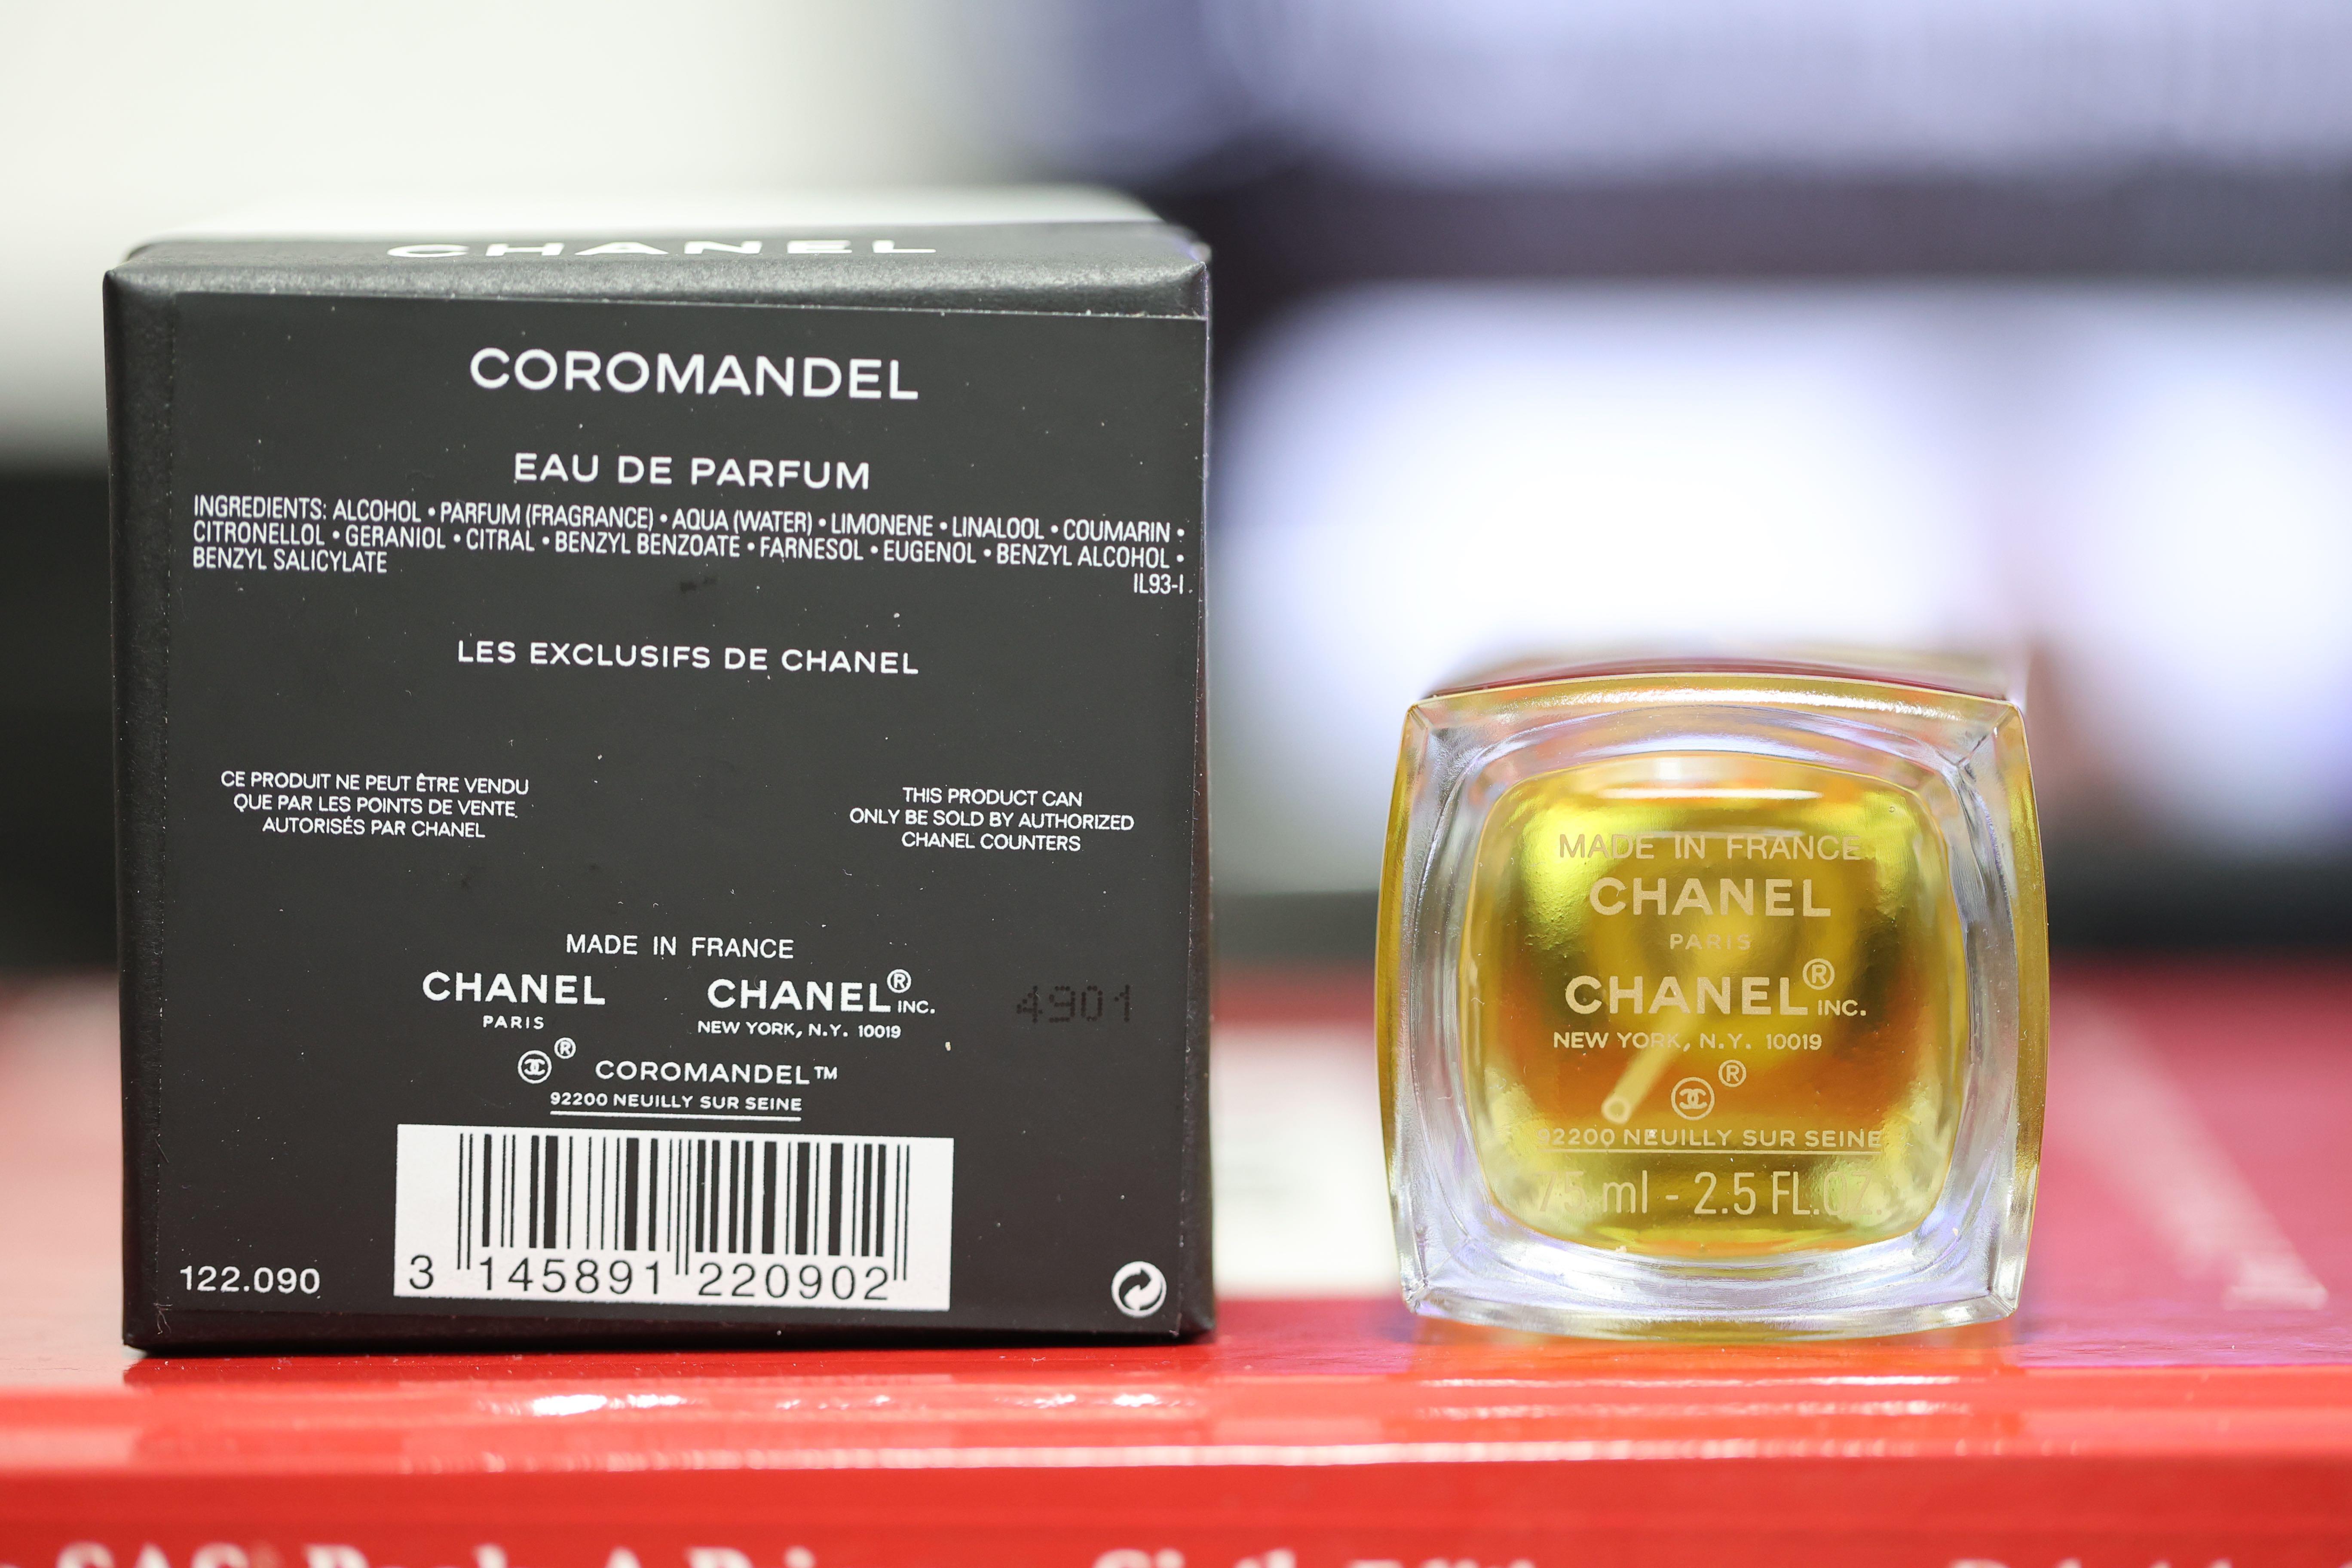 CHANEL
COROMANDEL
EAU DE PARFUM
INGREDIENTS: ALCOHOL • PARFUM (FRAGRANCE) • AQUA (WATER) • LIMONENE • LINALOOL • COUMARIN •
CITRONELLOL • GERANIOL • CITRAL • BENZYL BENZOATE • FARNESOL • EUGENOL • BENZYL ALCOHOL •
BENZYL SALICYLATE
IL93-I
LES EXCLUSIFS DE CHANEL
CE PRODUIT NE PEUT ÊTRE VENDU
QUE PAR LES POINTS DE VENTE
AUTORISÉS PAR CHANEL
THIS PRODUCT CAN
ONLY BE SOLD BY AUTHORIZED
CHANEL COUNTERS
MADE IN FRANCE
CHANEL
PARIS
CHANEL® INC.
NEW YORK, N.Y. 10019
4901
® COROMANDEL™
92200 NEUILLY SUR SEINE
3 145891 220902
122.090
MADE IN FRANCE
CHANEL
PARIS
CHANEL® INC.
NEW YORK, N.Y. 10019
®
92200 NEUILLY SUR SEINE
75 ml - 2.5 FL.OZ.